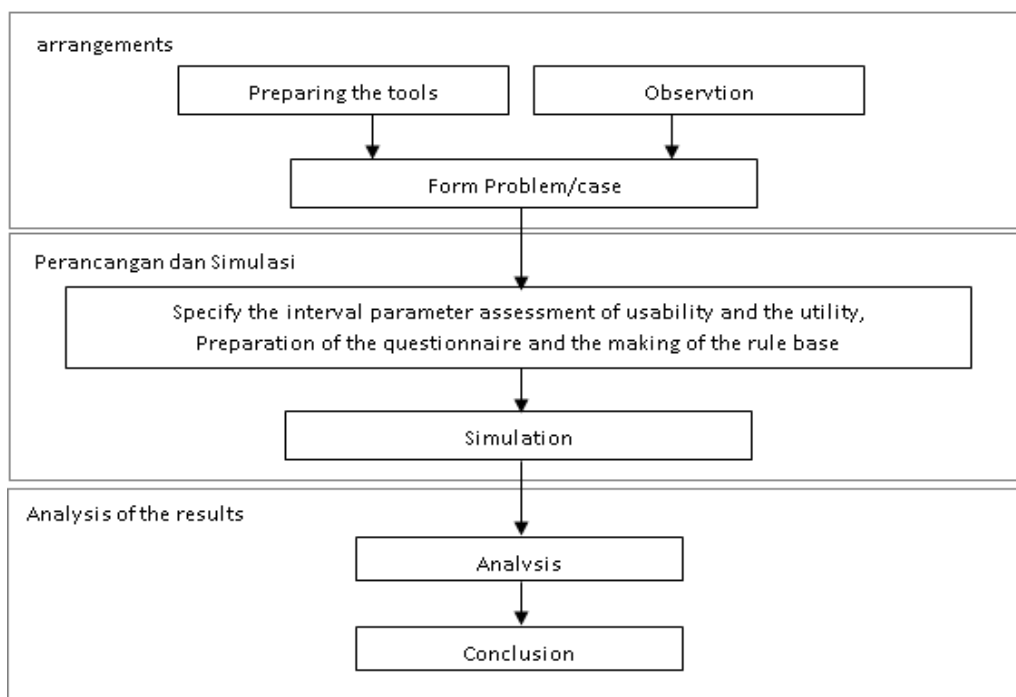 arrangements
Preparing the tools
Observtion
Form Problem/case
Perancangan dan Simulasi
Specify the interval parameter assessment of usability and the utility,
Preparation of the questionnaire and the making of the rule base
Simulation
Analysis of the results
Analysis
Conclusion